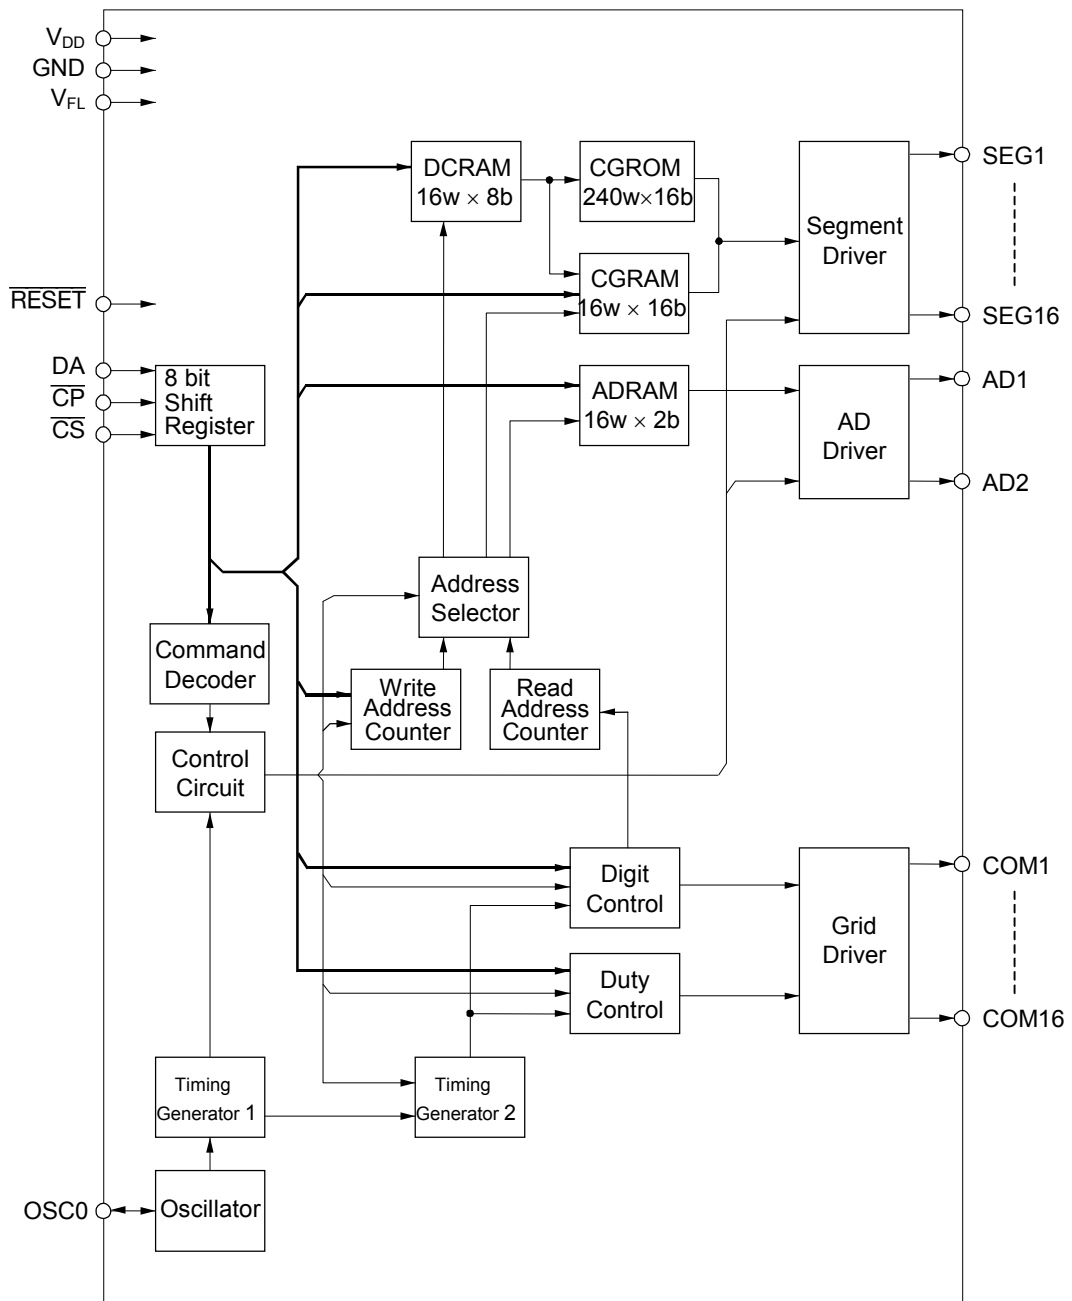 VDD
GND
VFL
RESET
DA
CP
CS
8 bit
Shift
Register
DCRAM
16w × 8b
CGROM
240w×16b
CGRAM
16w × 16b
ADRAM
16w × 2b
Segment
Driver
SEG1
SEG16
AD
Driver
AD1
AD2
Address
Selector
Command
Decoder
Write
Address
Counter
Read
Address
Counter
Control
Circuit
Digit
Control
Duty
Control
Grid
Driver
COM1
COM16
Timing
Generator 1
Timing
Generator 2
OSC0
Oscillator